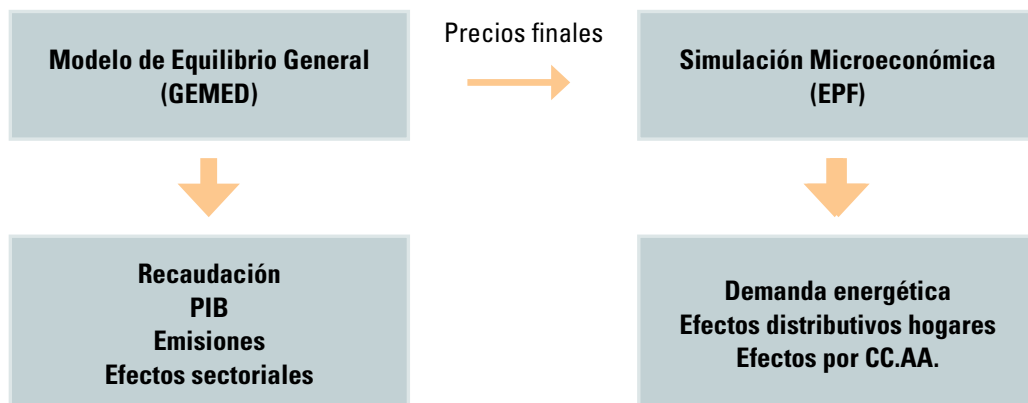 Modelo de Equilibrio General
(GEMED)
Precios finales
Simulación Microeconómica
(EPF)
Recaudación
PIB
Emisiones
Efectos sectoriales
Demanda energética
Efectos distributivos hogares
Efectos por CC.AA.